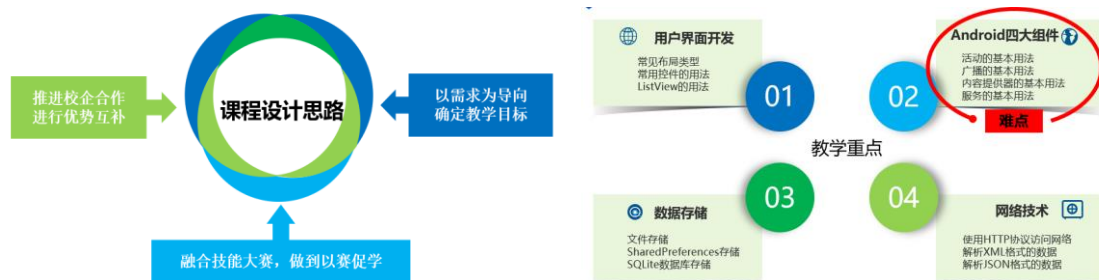 推进校企合作
进行优势互补
课程设计思路
以需求为导向
确定教学目标
融合技能大赛，做到以赛促学
用户界面开发
常见布局类型
常用控件的用法
ListView的用法
01
02
Android四大组件
活动的基本用法
广播的基本用法
内容提供器的基本用法
服务的基本用法
难点
教学重点
03
04
数据存储
文件存储
SharedPreferences存储
SQLite数据库存储
网络技术
使用HTTP协议访问网络
解析XML格式的数据
解析JSON格式的数据